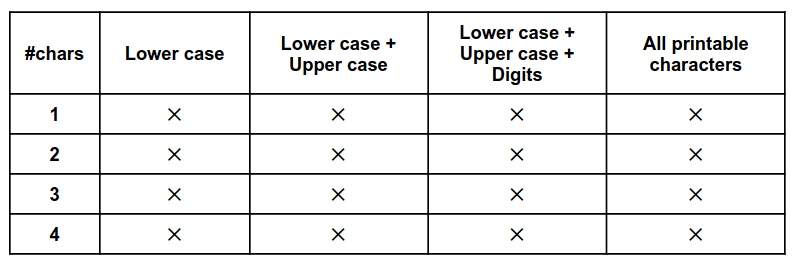 #chars Lower case Lower case + Upper case Lower case + Upper case + Digits All printable characters
1 × × × ×
2 × × × ×
3 × × × ×
4 × × × ×